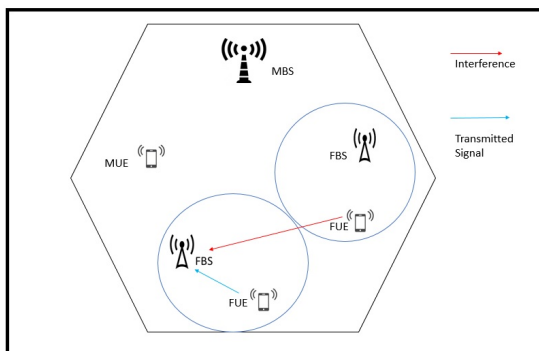 MBS
Interference
Transmitted
Signal
FBS
MUE
FUE
FBS
FUE